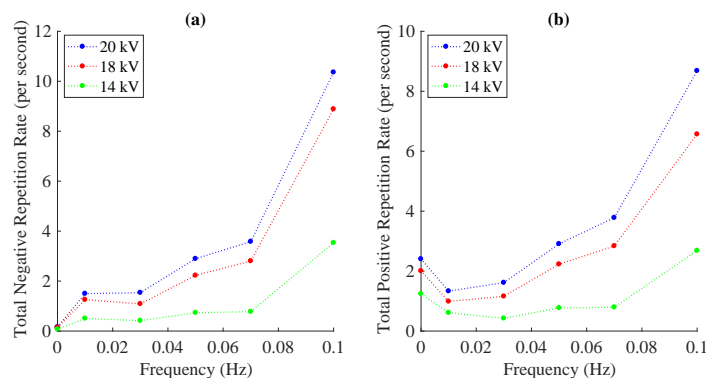 (a)
Total Negative Repetition Rate (per second)
12
10
8
6
4
2
0
20 kV
18 kV
14 kV
0
0.02
0.04
0.06
0.08
0.1
Frequency (Hz)
(b)
Total Positive Repetition Rate (per second)
10
8
6
4
2
0
20 kV
18 kV
14 kV
0
0.02
0.04
0.06
0.08
0.1
Frequency (Hz)